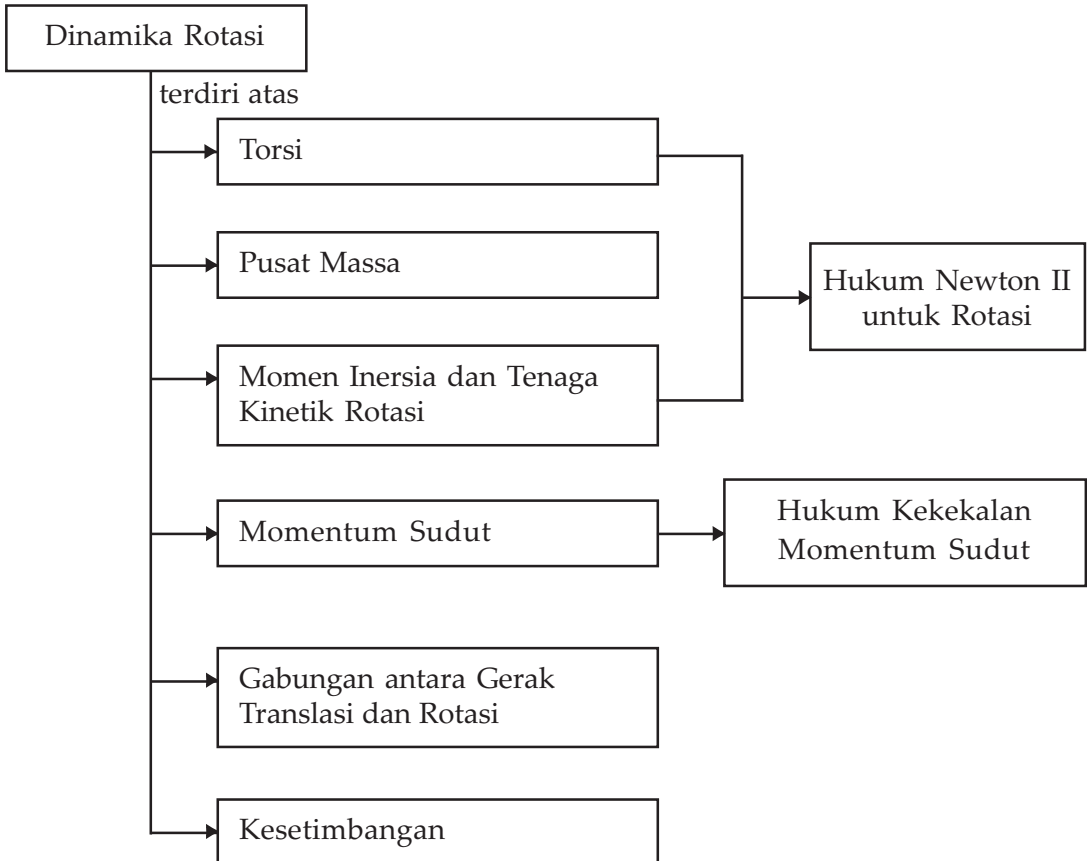 Dinamika Rotasi
terdiri atas
Torsi
Pusat Massa
Hukum Newton II
untuk Rotasi
Momen Inersia dan Tenaga
Kinetik Rotasi
Momentum Sudut
Hukum Kekekalan
Momentum Sudut
Gabungan antara Gerak
Translasi dan Rotasi
Kesetimbangan